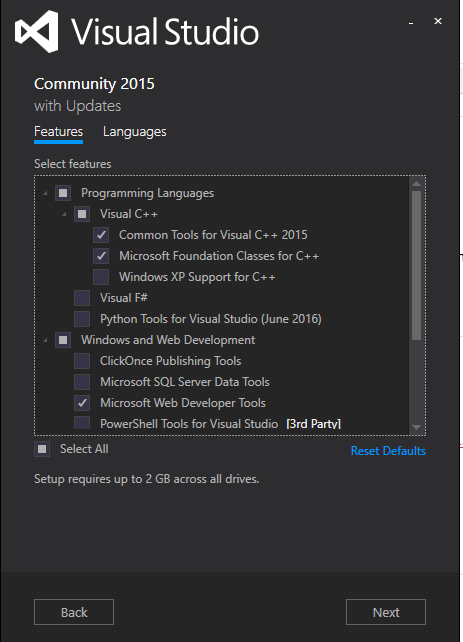 Visual Studio
Community 2015
with Updates
Features Languages
Select features
Programming Languages
Visual C++
Common Tools for Visual C++ 2015
Microsoft Foundation Classes for C++
Windows XP Support for C++
Visual F#
Python Tools for Visual Studio (June 2016)
Windows and Web Development
ClickOnce Publishing Tools
Microsoft SQL Server Data Tools
Microsoft Web Developer Tools
PowerShell Tools for Visual Studio [3rd Party]
Select All Reset Defaults
Setup requires up to 2 GB across all drives.
Back Next